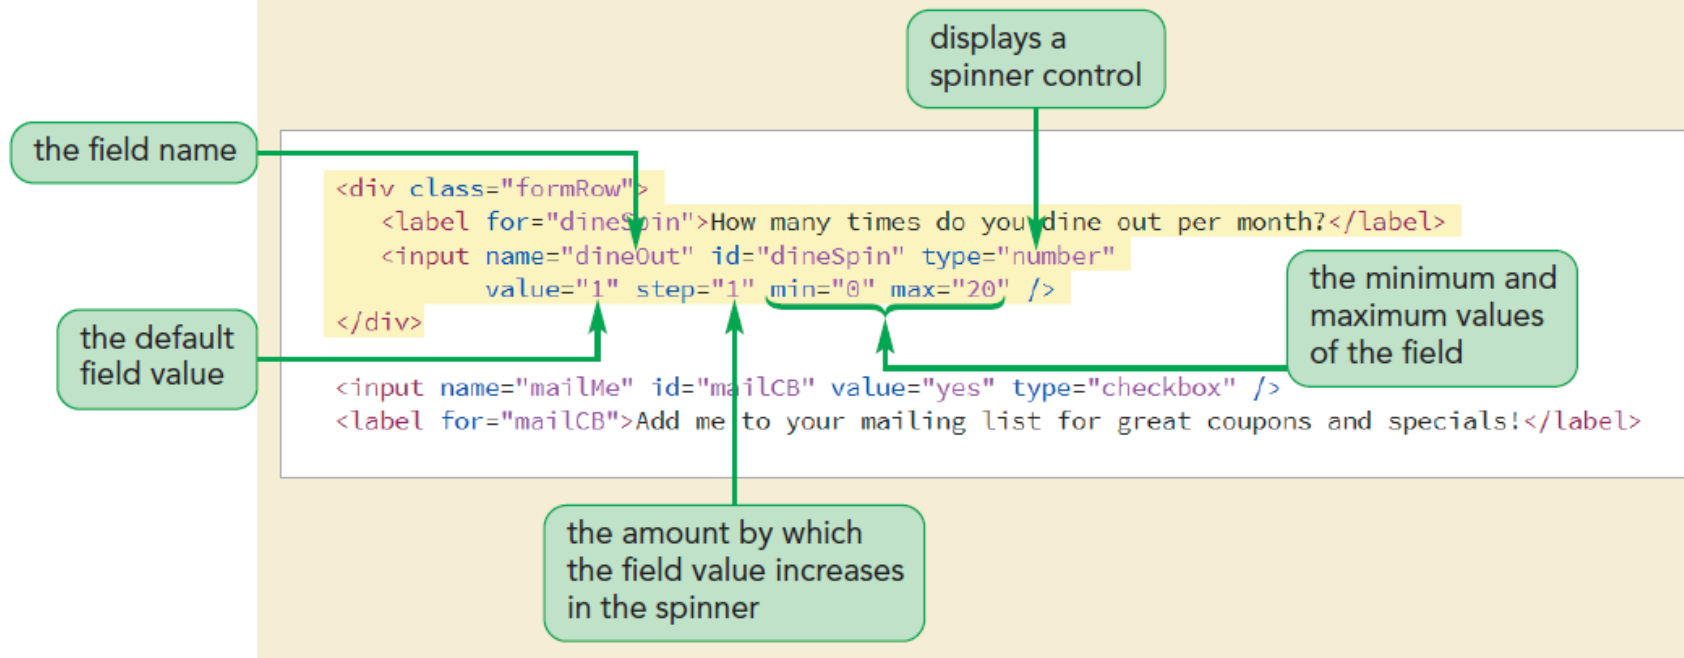 displays a
spinner control
the field name
<div class="formRow">
<label for="dineSpin">How many times do you dine out per month?</label>
<input name="dineOut" id="dineSpin" type="number"
value="1" step="1" min="0" max="20" />
</div>
the minimum and
maximum values
of the field
the default
field value
<input name="mailMe" id="mailCB" value="yes" type="checkbox" />
<label for="mailCB">Add me to your mailing list for great coupons and specials!</label>
the amount by which
the field value increases
in the spinner